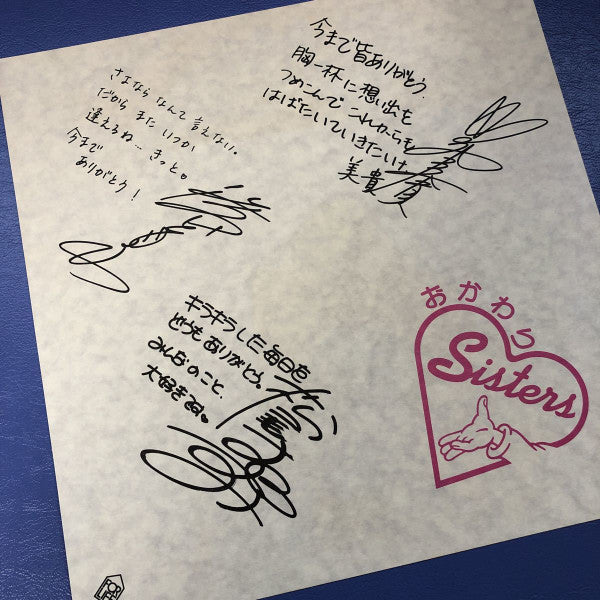 さよならなんて言えない。
だから また いつか
逢えるね… きっと。
今まで
ありがとう!
今まで皆ありがとう.
胸一杯に想い出を
つめこんで これからも
はばたいていきたいナ
美貴
キラキラした毎日を
どうもありがとう。
みんなのこと、
大好きよ♥
おかわり
Sisters
FOR
LIFE